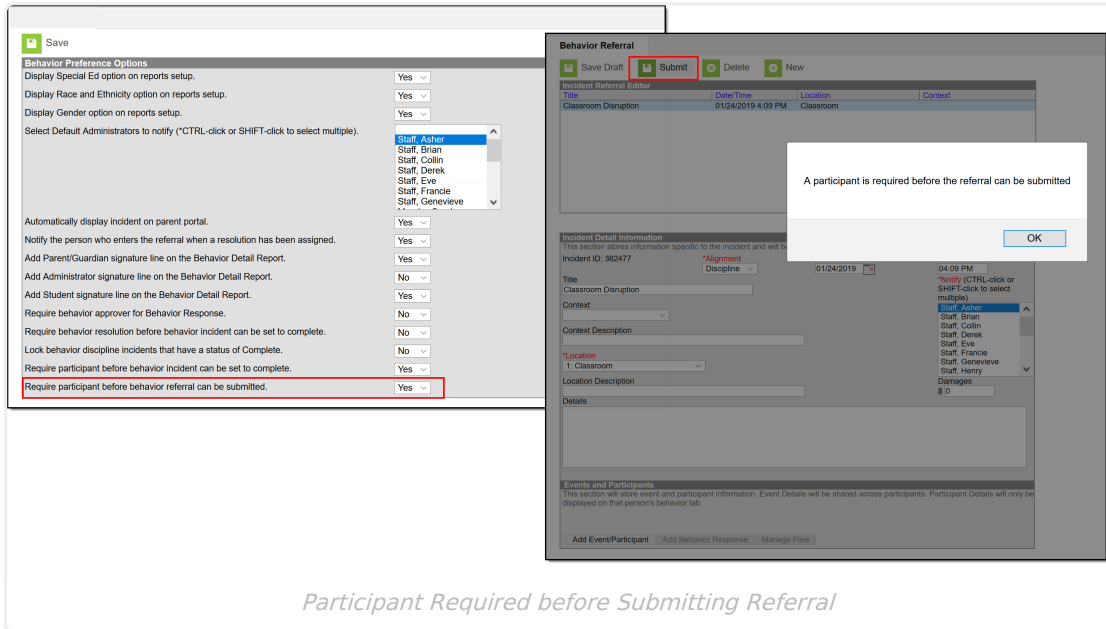 Save
Behavior Preference Options
Display Special Ed option on reports setup. Yes
Display Race and Ethnicity option on reports setup. Yes
Display Gender option on reports setup. Yes
Select Default Administrators to notify (*CTRL-click or SHIFT-click to select multiple).
Staff, Asher
Staff, Brian
Staff, Collin
Staff, Derek
Staff, Eve
Staff, Francie
Staff, Genevieve
Automatically display incident on parent portal. Yes
Notify the person who enters the referral when a resolution has been assigned. Yes
Add Parent/Guardian signature line on the Behavior Detail Report. Yes
Add Administrator signature line on the Behavior Detail Report. No
Add Student signature line on the Behavior Detail Report. Yes
Require behavior approver for Behavior Response. No
Require behavior resolution before behavior incident can be set to complete. No
Lock behavior discipline incidents that have a status of Complete. No
Require participant before behavior incident can be set to complete. Yes
Require participant before behavior referral can be submitted. Yes
Behavior Referral
Save Draft Submit Delete New
Incident Referral Editor
Title Date/Time Location Context
Classroom Disruption 01/24/2019 4:09 PM Classroom
A participant is required before the referral can be submitted
OK
Incident Detail Information
This section stores information specific to the incident and will be
Incident ID: 382477 *Alignment
Discipline 01/24/2019 04:09 PM
Title
Classroom Disruption
Context
Context Description
*Location
1: Classroom
Location Description
Details
*Notify (CTRL-click or
SHIFT-click to select
multiple)
Staff, Asher
Staff, Brian
Staff, Collin
Staff, Derek
Staff, Eve
Staff, Francie
Staff, Genevieve
Staff, Henry
Damages
$ 0
Events and Participants
This section will store event and participant information. Event Details will be shared across participants. Participant Details will only be
displayed on that person's behavior tab.
Add Event/Participant Add Behavior Response Manage Files
Participant Required before Submitting Referral